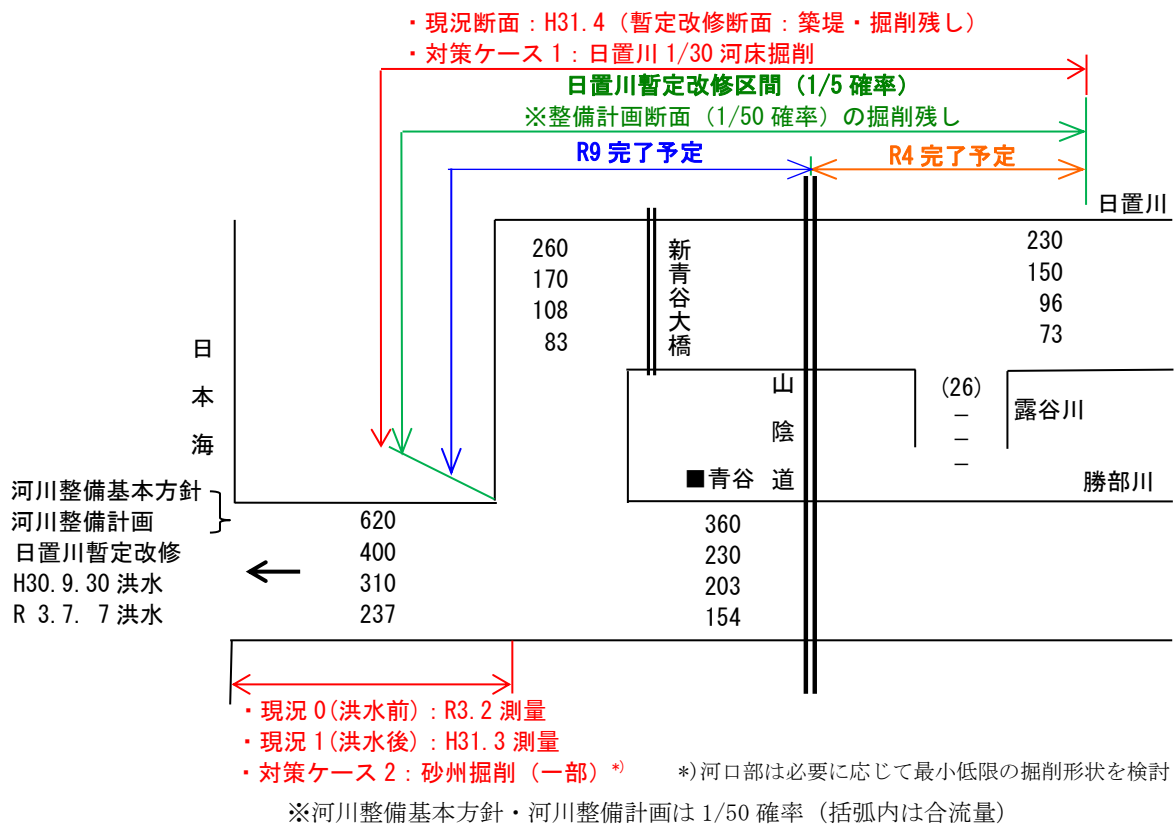 ・現況断面：H31.4（暫定改修断面：築堤・掘削残し）
・対策ケース1：日置川 1/30 河床掘削
日置川暫定改修区間（1/5 確率）
※整備計画断面（1/50 確率）の掘削残し
R9 完了予定
R4 完了予定
日置川
260
170
108
83
新青谷大橋
230
150
96
73
日本海
山陰道
(26)
－
－
－
露谷川
■青谷
勝部川
河川整備基本方針
河川整備計画
日置川暫定改修
H30.9.30 洪水
R 3.7. 7 洪水
620
400
310
237
360
230
203
154
・現況 0(洪水前)：R3.2 測量
・現況 1(洪水後)：H31.3 測量
・対策ケース 2：砂州掘削（一部）*)
*)河口部は必要に応じて最小低限の掘削形状を検討
※河川整備基本方針・河川整備計画は 1/50 確率（括弧内は合流量）